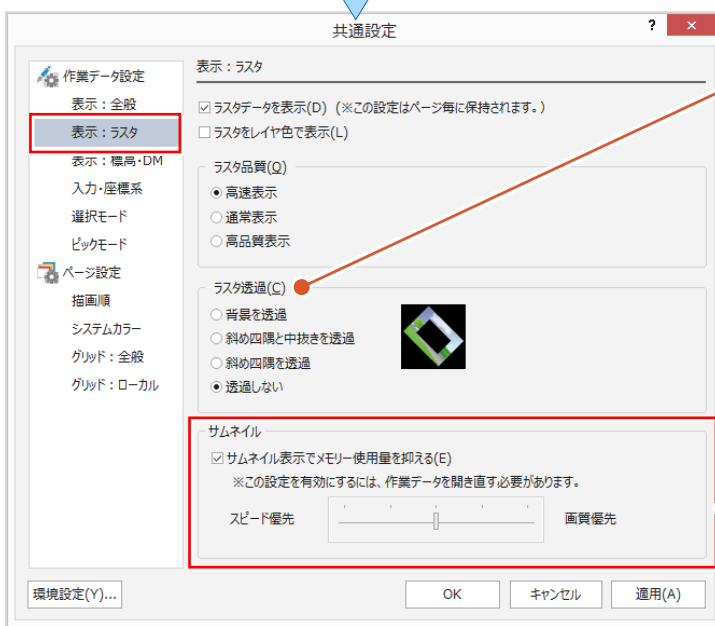 共通設定
?
×
作業データ設定
表示：全般
表示：ラスタ
表示：標高・DM
入力・座標系
選択モード
ピックモード
ページ設定
描画順
システムカラー
グリッド：全般
グリッド：ローカル
表示：ラスタ
ラスタデータを表示(D)（※この設定はページ毎に保持されます。）
ラスタをレイヤ色で表示(L)
ラスタ品質(Q)
高速表示
通常表示
高品質表示
ラスタ透過(C)
背景を透過
斜め四隅と中抜きを透過
斜め四隅を透過
透過しない
サムネイル
サムネイル表示でメモリー使用量を抑える(E)
※この設定を有効にするには、作業データを開き直す必要があります。
スピード優先
画質優先
環境設定(Y)...
OK
キャンセル
適用(A)